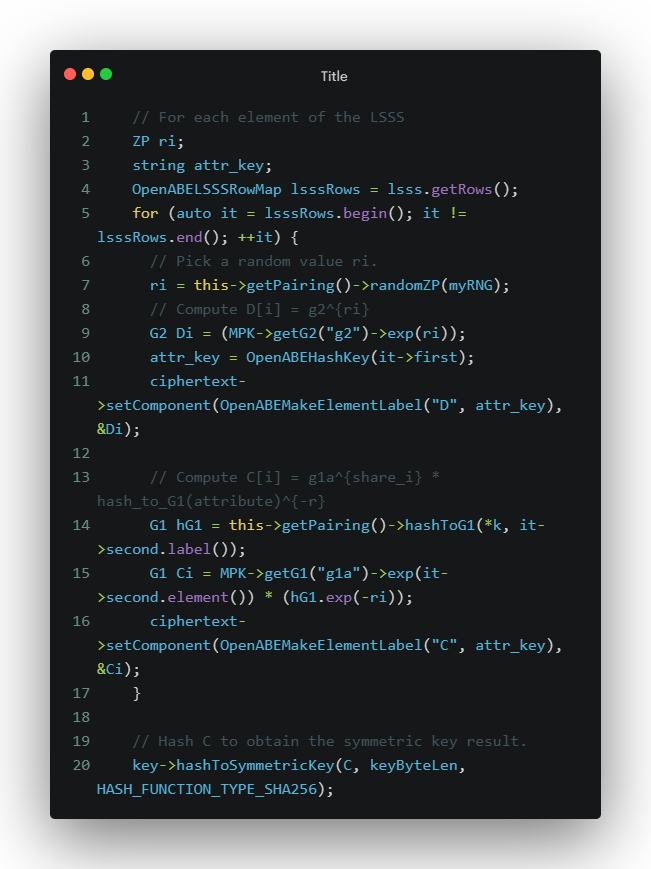 Title
1 // For each element of the LSSS
2 ZP ri;
3 string attr_key;
4 OpenABELSSSRowMap lsssRows = lsss.getRows();
5 for (auto it = lsssRows.begin(); it !=
lsssRows.end(); ++it) {
6 // Pick a random value ri.
7 ri = this->getPairing()->randomZP(myRNG);
8 // Compute D[i] = g2^{ri}
9 G2 Di = (MPK->getG2("g2")->exp(ri));
10 attr_key = OpenABEHashKey(it->first);
11 ciphertext-
>setComponent(OpenABEMakeElementLabel("D", attr_key),
&Di);
12
13 // Compute C[i] = g1a^{share_i} *
hash_to_G1(attribute)^{-r}
14 G1 hG1 = this->getPairing()->hashToG1(*k, it-
>second.label());
15 G1 Ci = MPK->getG1("g1a")->exp(it-
>second.element()) * (hG1.exp(-ri));
16 ciphertext-
>setComponent(OpenABEMakeElementLabel("C", attr_key),
&Ci);
17 }
18
19 // Hash C to obtain the symmetric key result.
20 key->hashToSymmetricKey(C, keyByteLen,
HASH_FUNCTION_TYPE_SHA256);